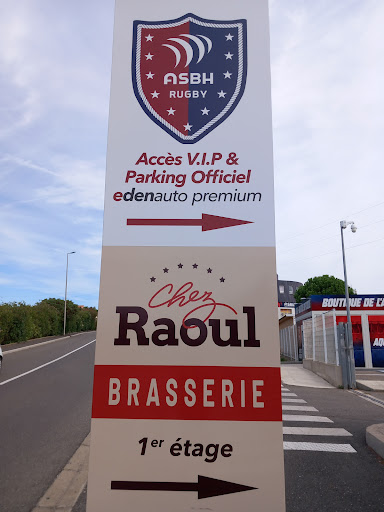 ASBH
RUGBY
Accès V.I.P &
Parking Officiel
edenauto premium
Chez
Raoul
BRASSERIE
1er étage
BOUTIQUE DE L'A